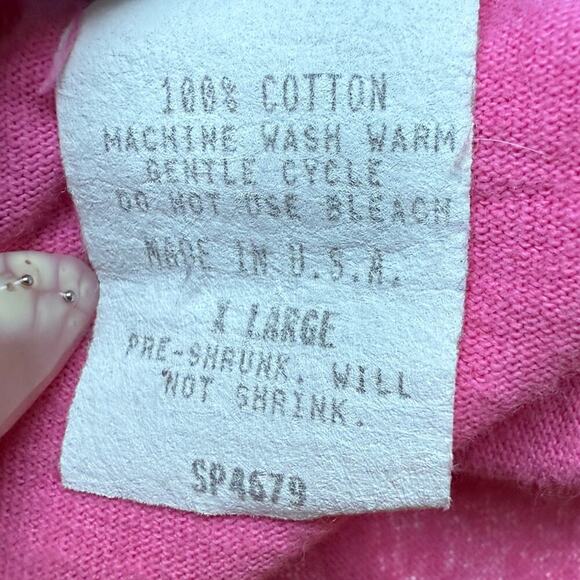 100% COTTON
MACHINE WASH WARM
GENTLE CYCLE
DO NOT USE BLEACH
MADE IN U.S.A.
X LARGE
PRE-SHRUNK. WILL
NOT SHRINK.
SP4679